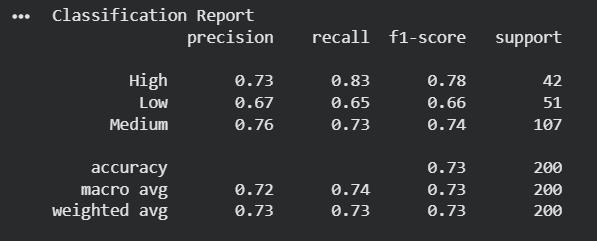 ••• Classification Report
precision recall f1-score support
High 0.73 0.83 0.78 42
Low 0.67 0.65 0.66 51
Medium 0.76 0.73 0.74 107
accuracy 0.73 200
macro avg 0.72 0.74 0.73 200
weighted avg 0.73 0.73 0.73 200